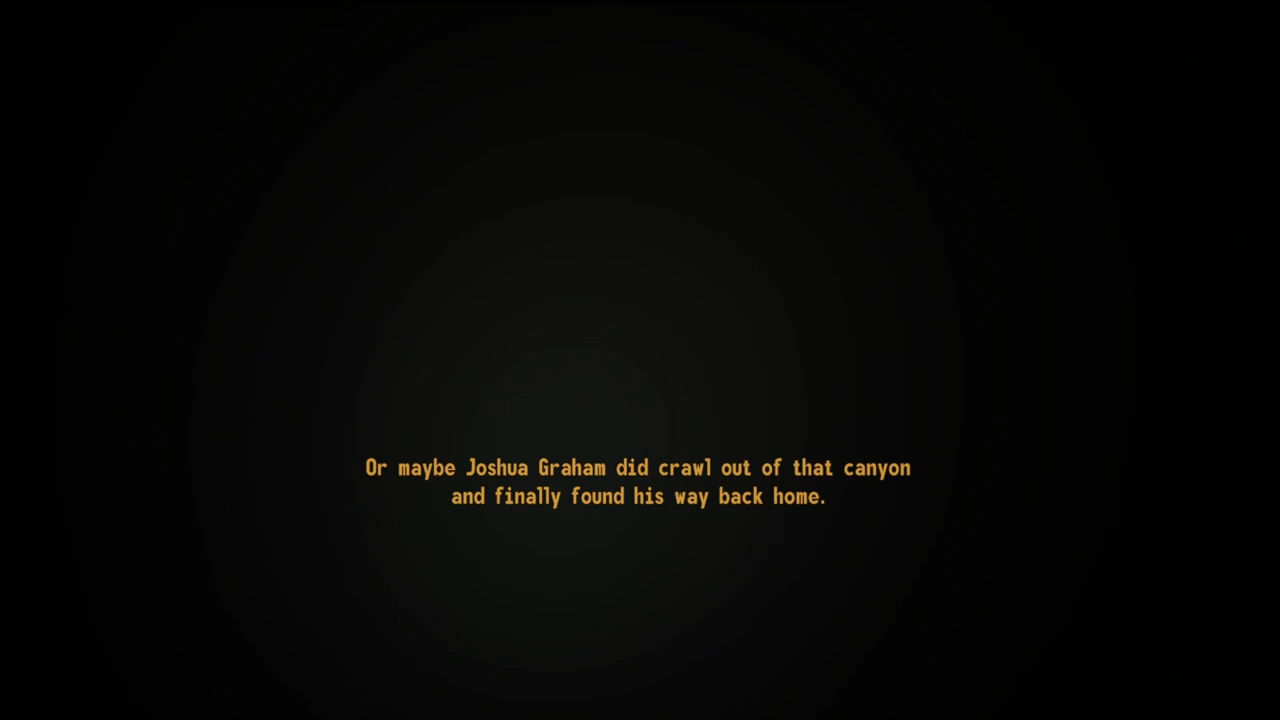 Or maybe Joshua Graham did crawl out of that canyon
and finally found his way back home.